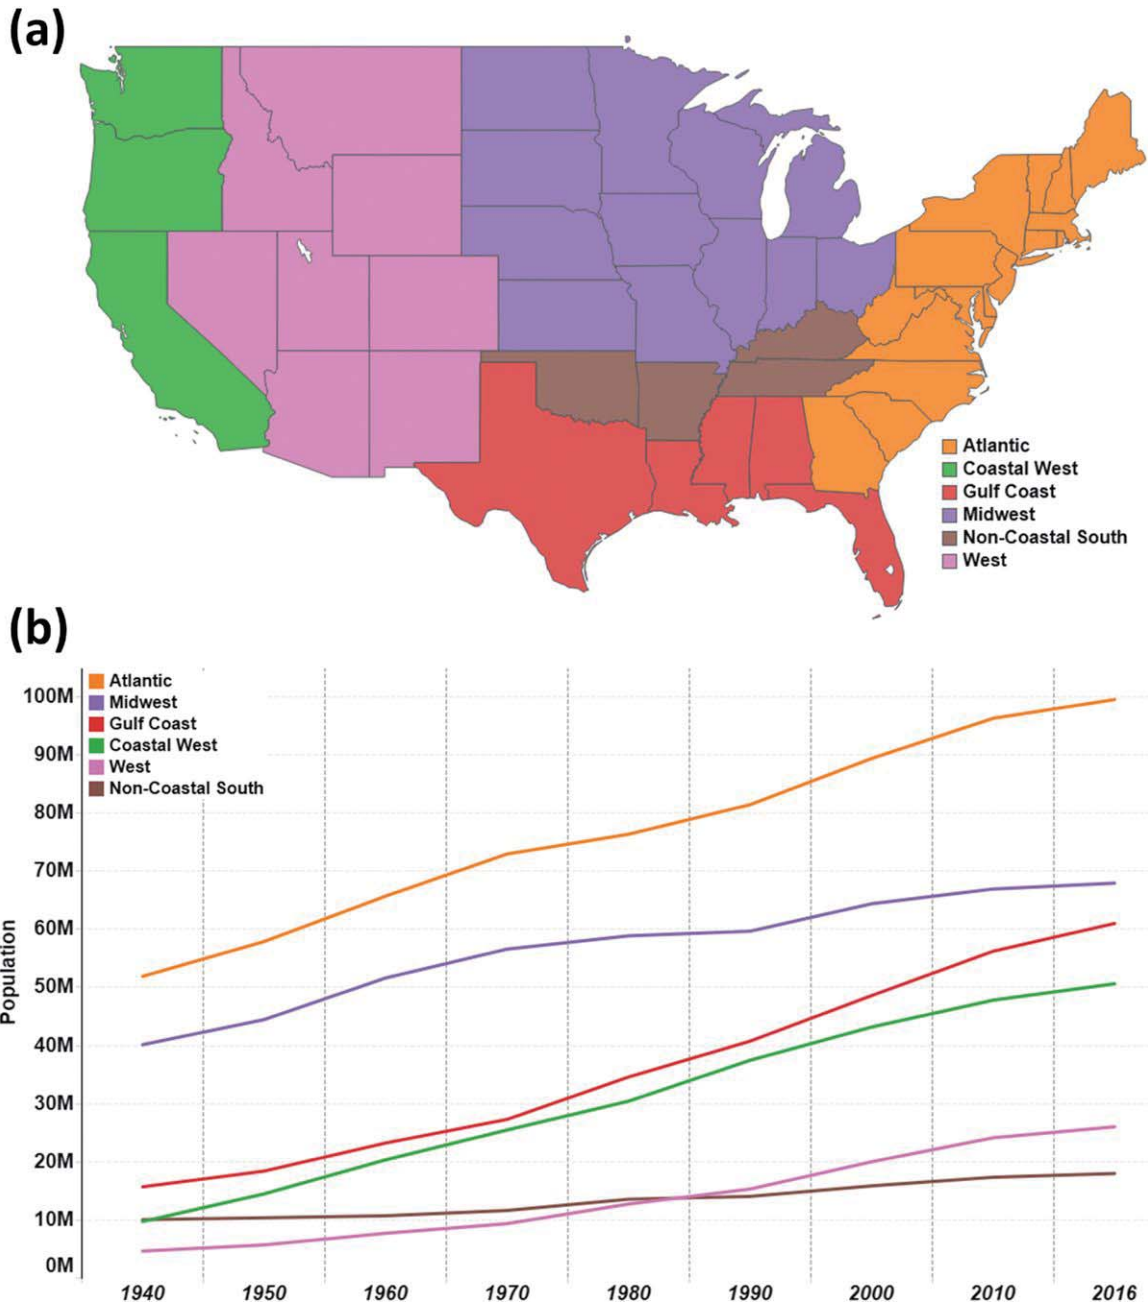 (a)
Atlantic
Coastal West
Gulf Coast
Midwest
Non-Coastal South
West
(b)
Atlantic
Midwest
Gulf Coast
Coastal West
West
Non-Coastal South
100M
90M
80M
70M
60M
50M
40M
30M
20M
10M
0M
Population
1940 1950 1960 1970 1980 1990 2000 2010 2016